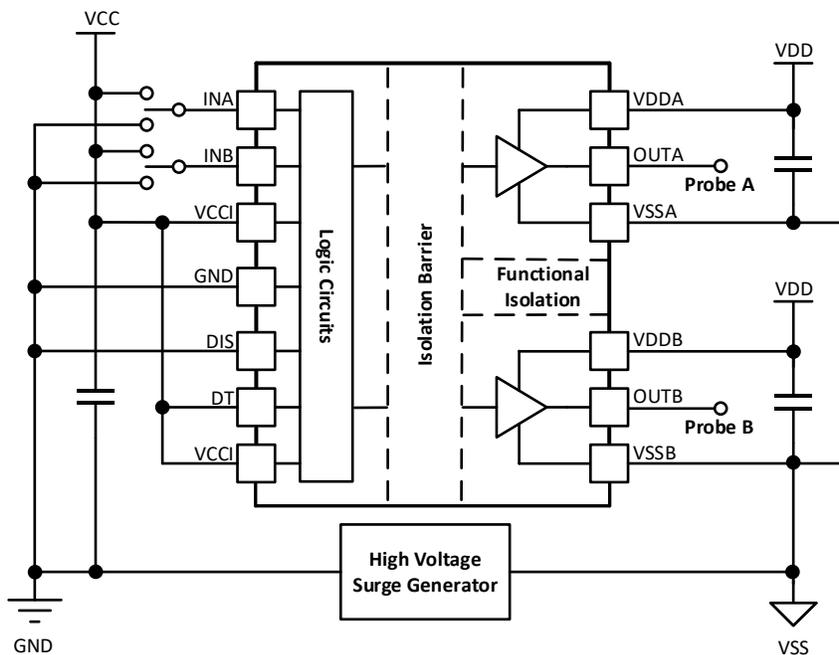 VCC
VDD
INA
VDDA
INB
OUTA
Probe A
VCCI
VSSA
Logic Circuits
Isolation Barrier
Functional
Isolation
GND
VDD
DIS
VDDB
DT
OUTB
Probe B
VCCI
VSSB
High Voltage
Surge Generator
GND
VSS